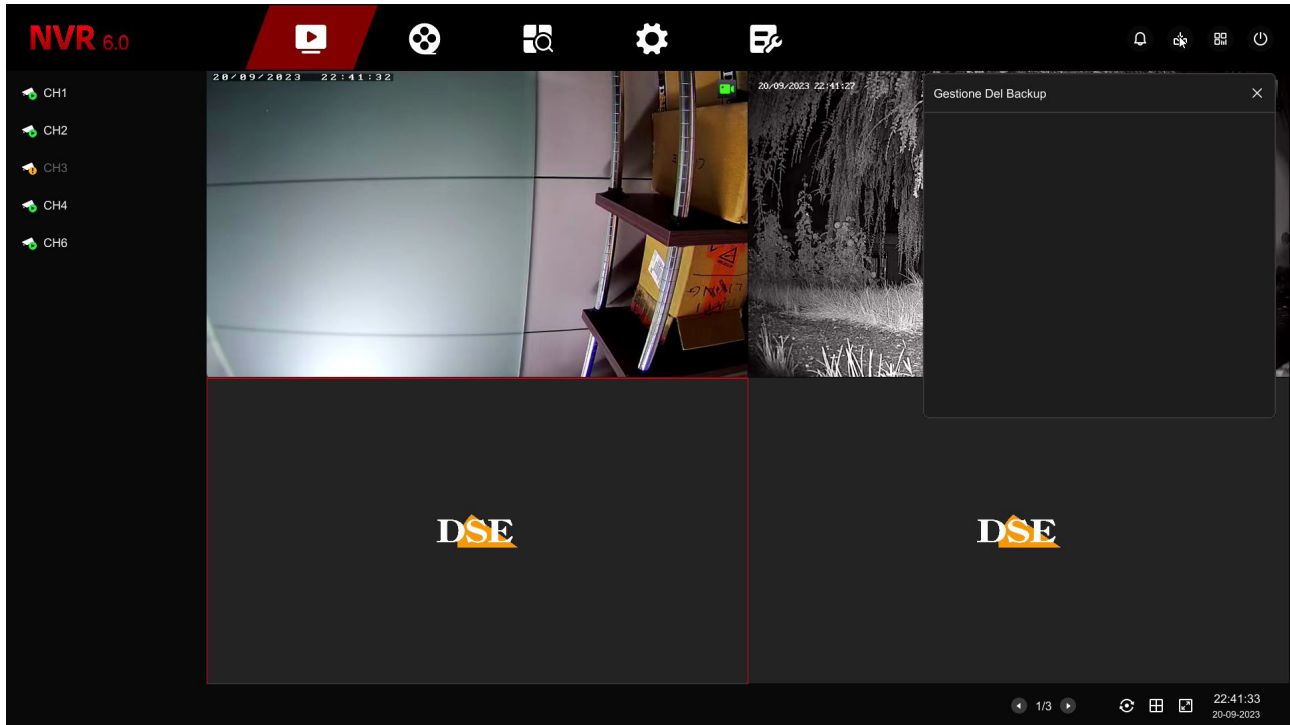 NVR 6.0
CH1
CH2
CH3
CH4
CH6
20/09/2023 22:41:32
20/09/2023 22:41:27
Gestione Del Backup
DSE
DSE
1/3
22:41:33
20-09-2023